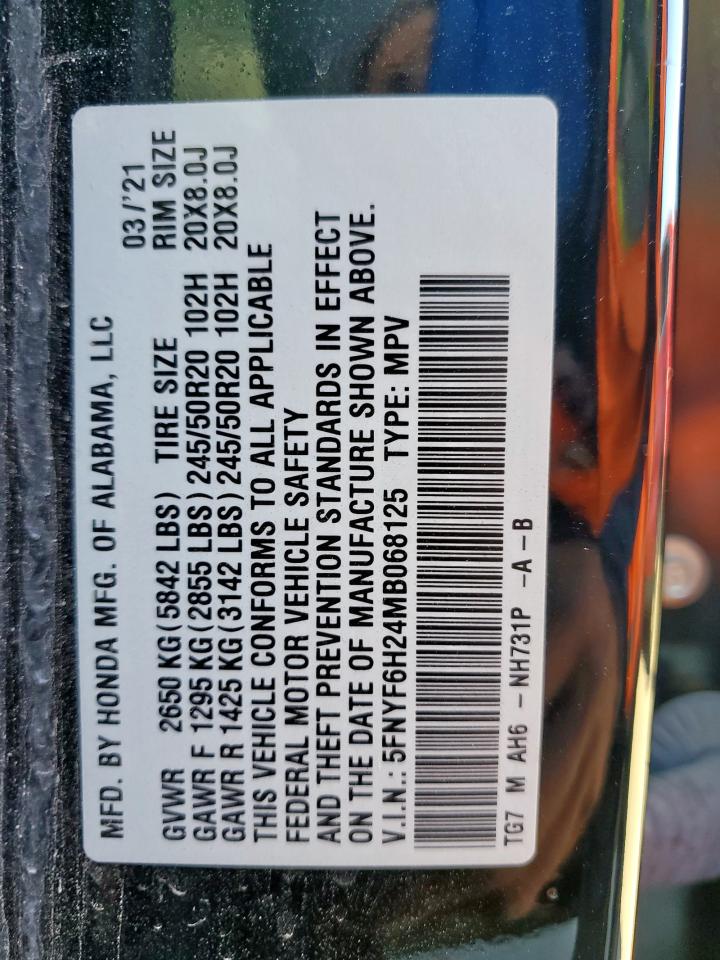 MFD. BY HONDA MFG. OF ALABAMA, LLC 03/'21
GVWR 2650 KG(5842 LBS) TIRE SIZE RIM SIZE
GAWR F 1295 KG(2855 LBS)245/50R20 102H 20X8.0J
GAWR R 1425 KG(3142 LBS)245/50R20 102H 20X8.0J
THIS VEHICLE CONFORMS TO ALL APPLICABLE
FEDERAL MOTOR VEHICLE SAFETY
AND THEFT PREVENTION STANDARDS IN EFFECT
ON THE DATE OF MANUFACTURE SHOWN ABOVE.
V.I.N.: 5FNYF6H24MB068125 TYPE: MPV
TG7 M AH6 -NH731P -A -B